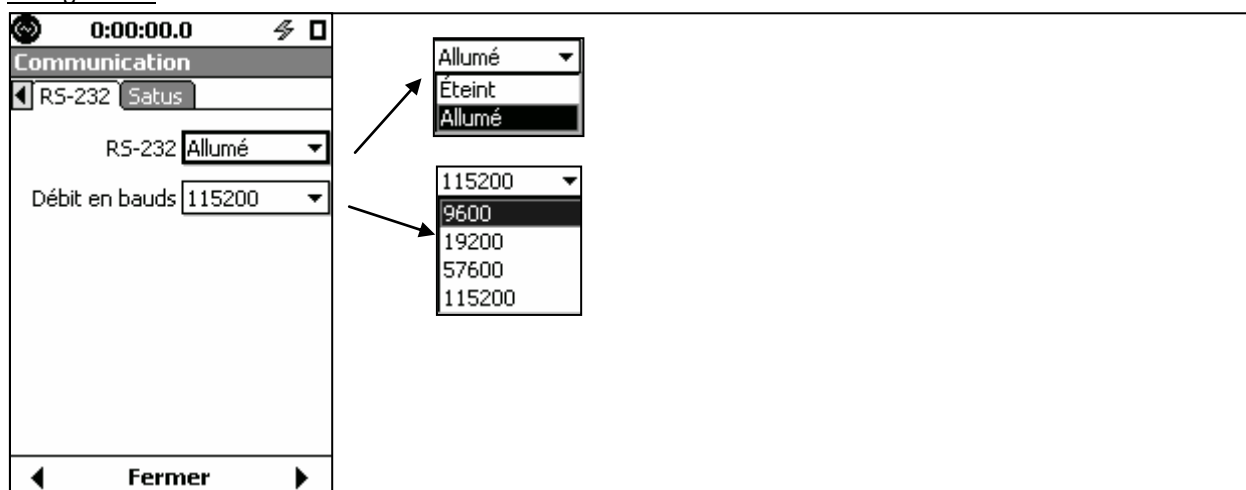 0:00:00.0
Communication
RS-232 Satus
RS-232 Allumé
Débit en bauds 115200
Fermer
Allumé
Éteint
Allumé
115200
9600
19200
57600
115200